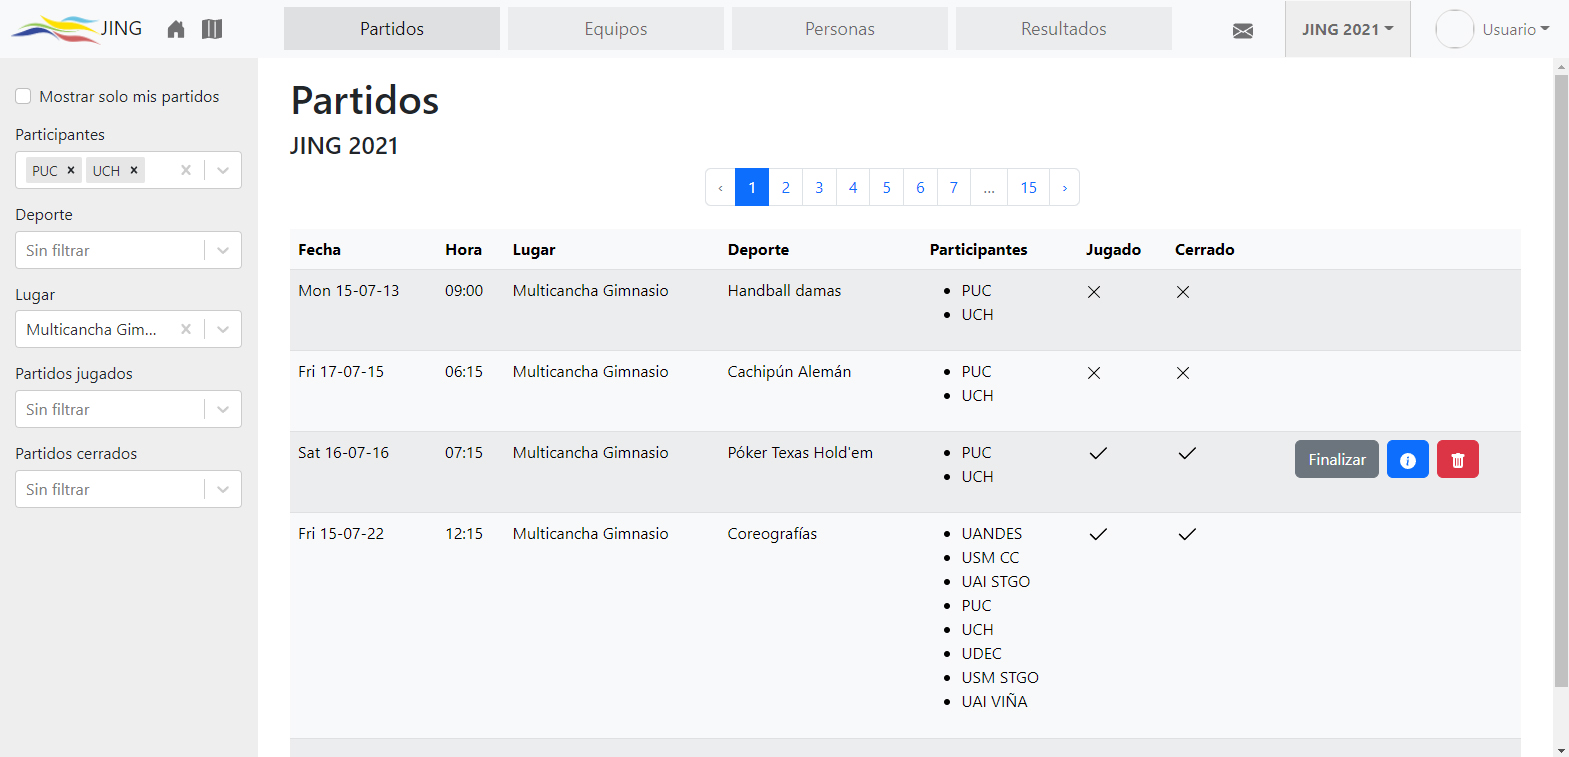 JING
Partidos
Equipos
Personas
Resultados
JING 2021
Usuario
Mostrar solo mis partidos
Participantes
PUC × UCH ×
Deporte
Sin filtrar
Lugar
Multicancha Gim...
Partidos jugados
Sin filtrar
Partidos cerrados
Sin filtrar
Partidos
JING 2021
‹ 1 2 3 4 5 6 7 ... 15 ›
Fecha Hora Lugar Deporte Participantes Jugado Cerrado
Mon 15-07-13 09:00 Multicancha Gimnasio Handball damas • PUC
• UCH
Fri 17-07-15 06:15 Multicancha Gimnasio Cachipún Alemán • PUC
• UCH
Sat 16-07-16 07:15 Multicancha Gimnasio Póker Texas Hold'em • PUC
Finalizar
• UCH
Fri 15-07-22 12:15 Multicancha Gimnasio Coreografías • UANDES
• USM CC
• UAI STGO
• PUC
• UCH
• UDEC
• USM STGO
• UAI VIÑA